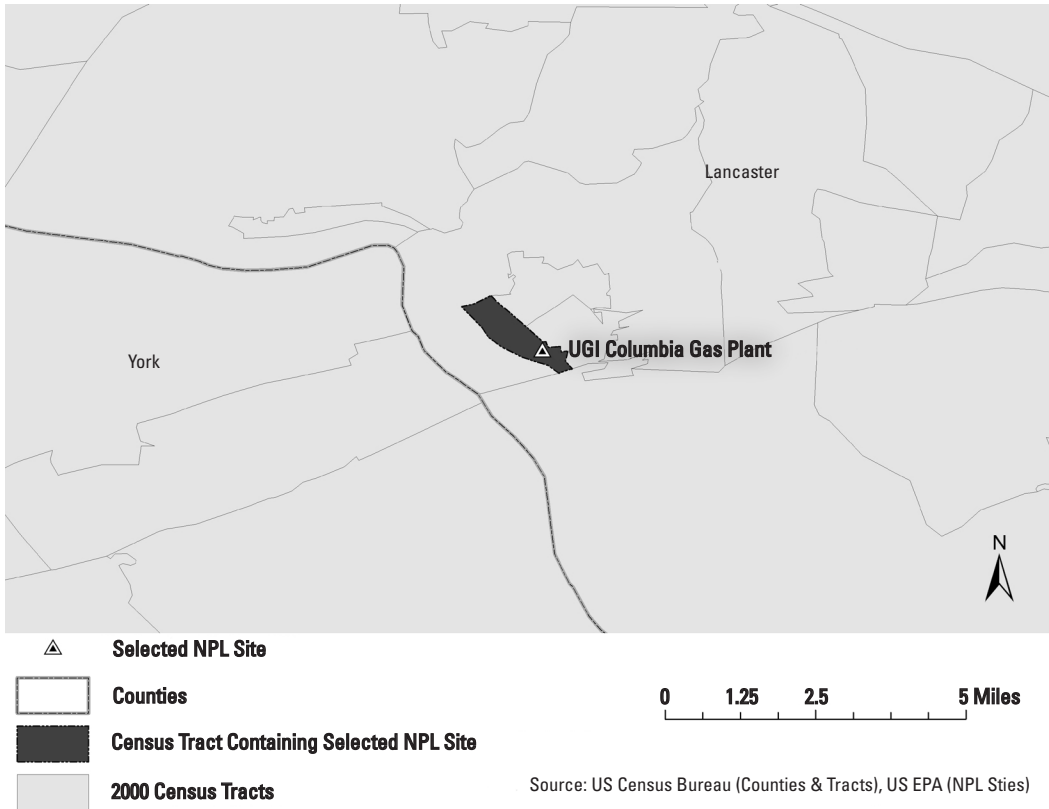 Lancaster
York
UGI Columbia Gas Plant
N
Selected NPL Site
Counties
Census Tract Containing Selected NPL Site
2000 Census Tracts
0 1.25 2.5 5 Miles
Source: US Census Bureau (Counties & Tracts), US EPA (NPL Sties)